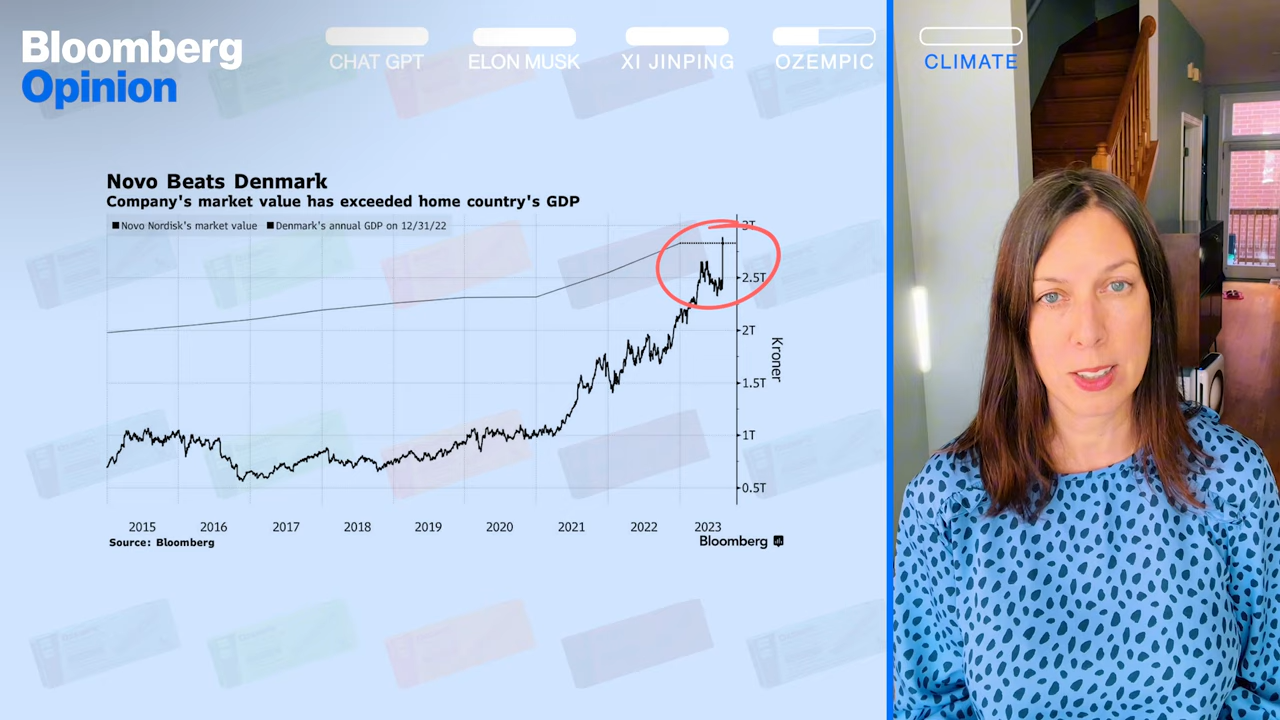 Bloomberg
Opinion
CHAT GPT
ELON MUSK
XI JINPING
OZEMPIC
CLIMATE
Novo Beats Denmark
Company's market value has exceeded home country's GDP
Novo Nordisk's market value
Denmark's annual GDP on 12/31/22
3T
2.5T
2T
1.5T
1T
0.5T
Kroner
2015 2016 2017 2018 2019 2020 2021 2022 2023
Source: Bloomberg
Bloomberg